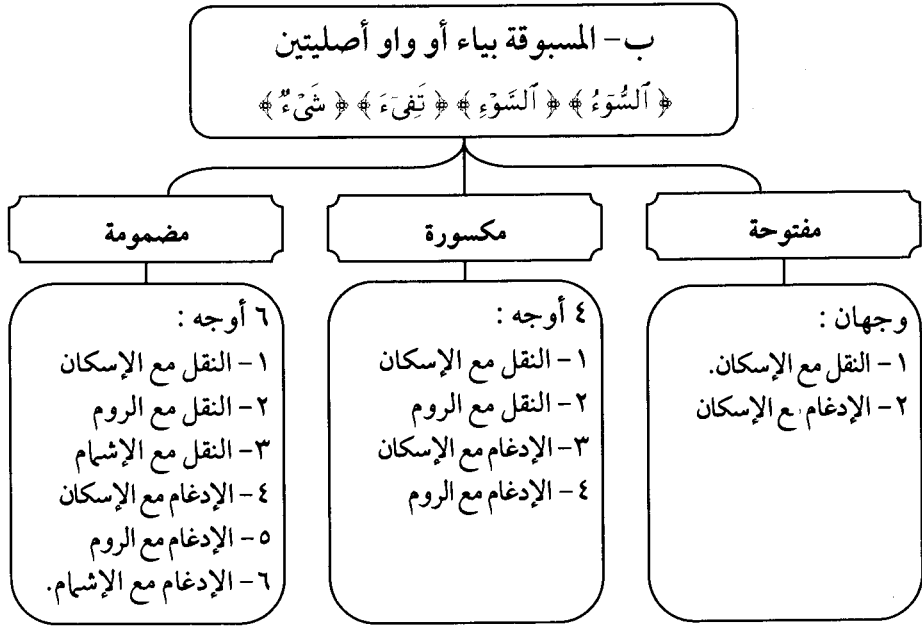 ب- المسبوقة بياء أو واو أصليتين
﴿ ٱلسُّوٓءُ ﴾ ﴿ ٱلسَّوْءِ ﴾ ﴿ تَفِىٓءَ ﴾ ﴿ شَىْءٌ ﴾
مفتوحة
وجهان :
١- النقل مع الإسكان.
٢- الإدغام مع الإسكان
مكسورة
٤ أوجه :
١- النقل مع الإسكان
٢- النقل مع الروم
٣- الإدغام مع الإسكان
٤- الإدغام مع الروم
مضمومة
٦ أوجه :
١- النقل مع الإسكان
٢- النقل مع الروم
٣- النقل مع الإشمام
٤- الإدغام مع الإسكان
٥- الإدغام مع الروم
٦- الإدغام مع الإشمام.